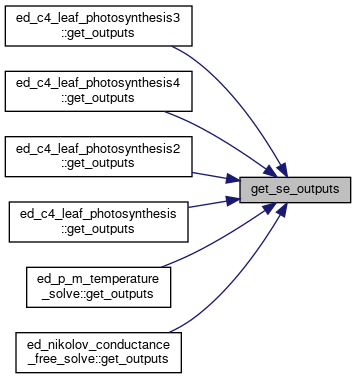 ed_c4_leaf_photosynthesis3
::get_outputs
ed_c4_leaf_photosynthesis4
::get_outputs
ed_c4_leaf_photosynthesis2
::get_outputs
get_se_outputs
ed_c4_leaf_photosynthesis
::get_outputs
ed_p_m_temperature
_solve::get_outputs
ed_nikolov_conductance
_free_solve::get_outputs